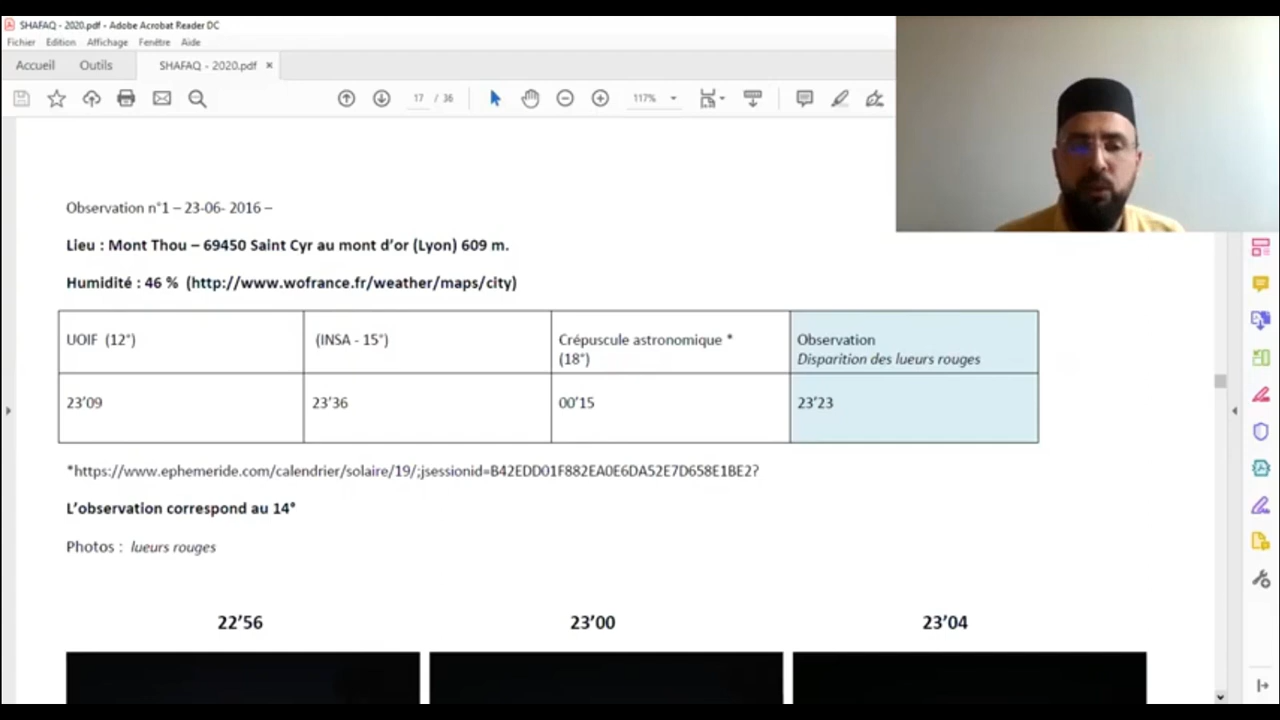 SHAFAQ - 2020.pdf - Adobe Acrobat Reader DC
Fichier Edition Affichage Fenêtre Aide
Accueil Outils SHAFAQ - 2020.pdf ×
17 / 36 117%
Observation n°1 – 23-06- 2016 –
Lieu : Mont Thou – 69450 Saint Cyr au mont d’or (Lyon) 609 m.
Humidité : 46 % (http://www.wofrance.fr/weather/maps/city)
UOIF (12°) (INSA - 15°) Crépuscule astronomique * Observation
(18°) Disparition des lueurs rouges
23’09 23’36 00’15 23’23
*https://www.ephemeride.com/calendrier/solaire/19/;jsessionid=B42EDD01F882EA0E6DA52E7D658E1BE2?
L’observation correspond au 14°
Photos : lueurs rouges
22’56 23’00 23’04